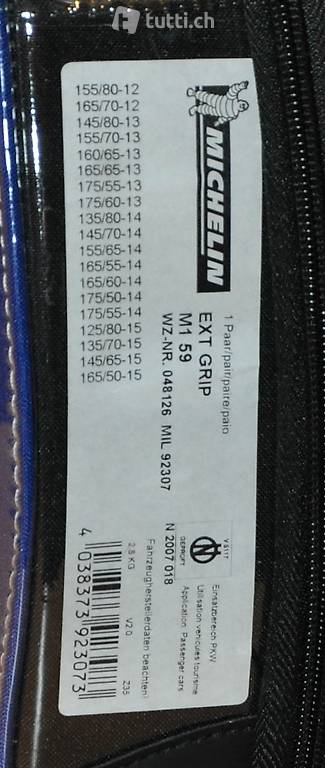 tutti.ch
155/80-12
165/70-12
145/80-13
155/70-13
160/65-13
165/65-13
175/55-13
175/60-13
135/80-14
145/70-14
155/65-14
165/55-14
165/60-14
175/50-14
175/55-14
125/80-15
135/70-15
145/65-15
165/50-15
MICHELIN
1 Paar/pair/paire/paio
EXT GRIP
M1 59
WZ-NR. 048126 MIL 92307
V 5117
GEPRÜFT
N 2007 018
Einsatzbereich PKW
Utilisation vehicules tourisme
Application: Passenger cars
Fahrzeugherstellerdaten beachten!
2,8 KG V2.0 Z35
4 038373 923073